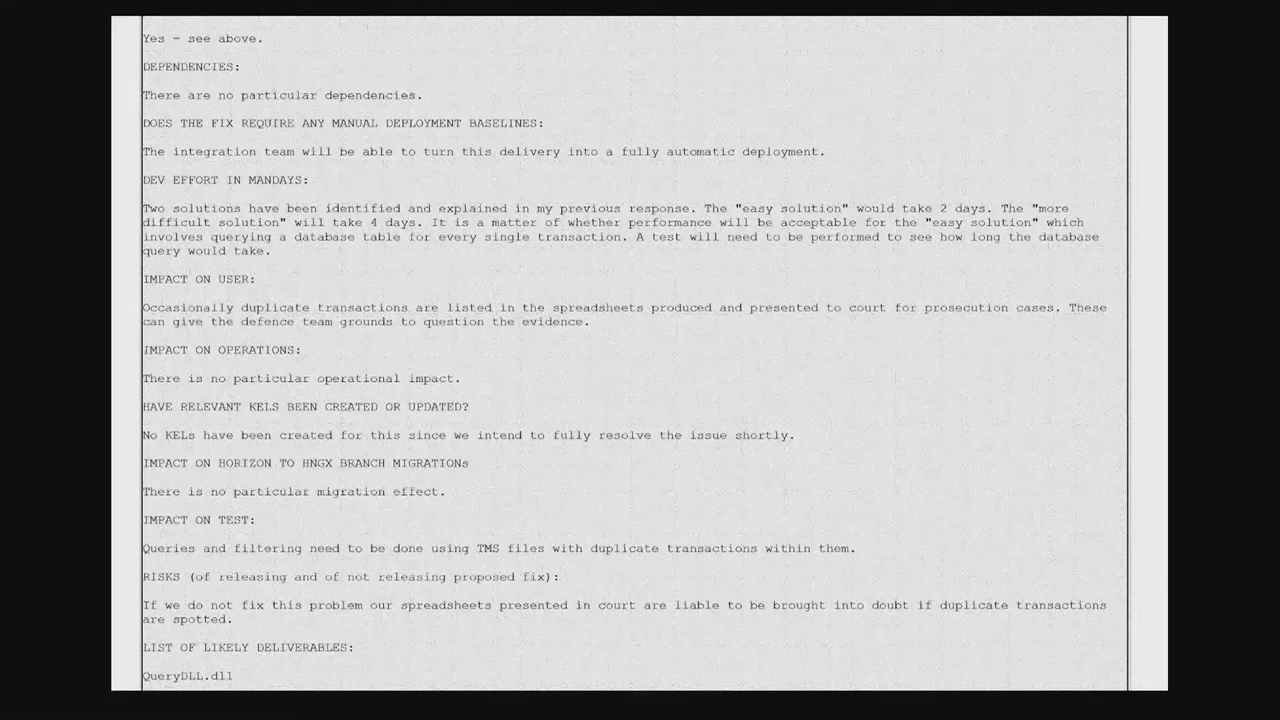 Yes - see above.
DEPENDENCIES:
There are no particular dependencies.
DOES THE FIX REQUIRE ANY MANUAL DEPLOYMENT BASELINES:
The integration team will be able to turn this delivery into a fully automatic deployment.
DEV EFFORT IN MANDAYS:
Two solutions have been identified and explained in my previous response. The "easy solution" would take 2 days. The "more
difficult solution" will take 4 days. It is a matter of whether performance will be acceptable for the "easy solution" which
involves querying a database table for every single transaction. A test will need to be performed to see how long the database
query would take.
IMPACT ON USER:
Occasionally duplicate transactions are listed in the spreadsheets produced and presented to court for prosecution cases. These
can give the defence team grounds to question the evidence.
IMPACT ON OPERATIONS:
There is no particular operational impact.
HAVE RELEVANT KELS BEEN CREATED OR UPDATED?
No KELs have been created for this since we intend to fully resolve the issue shortly.
IMPACT ON HORIZON TO HNGX BRANCH MIGRATIONs
There is no particular migration effect.
IMPACT ON TEST:
Queries and filtering need to be done using TMS files with duplicate transactions within them.
RISKS (of releasing and of not releasing proposed fix):
If we do not fix this problem our spreadsheets presented in court are liable to be brought into doubt if duplicate transactions
are spotted.
LIST OF LIKELY DELIVERABLES:
QueryDLL.dll